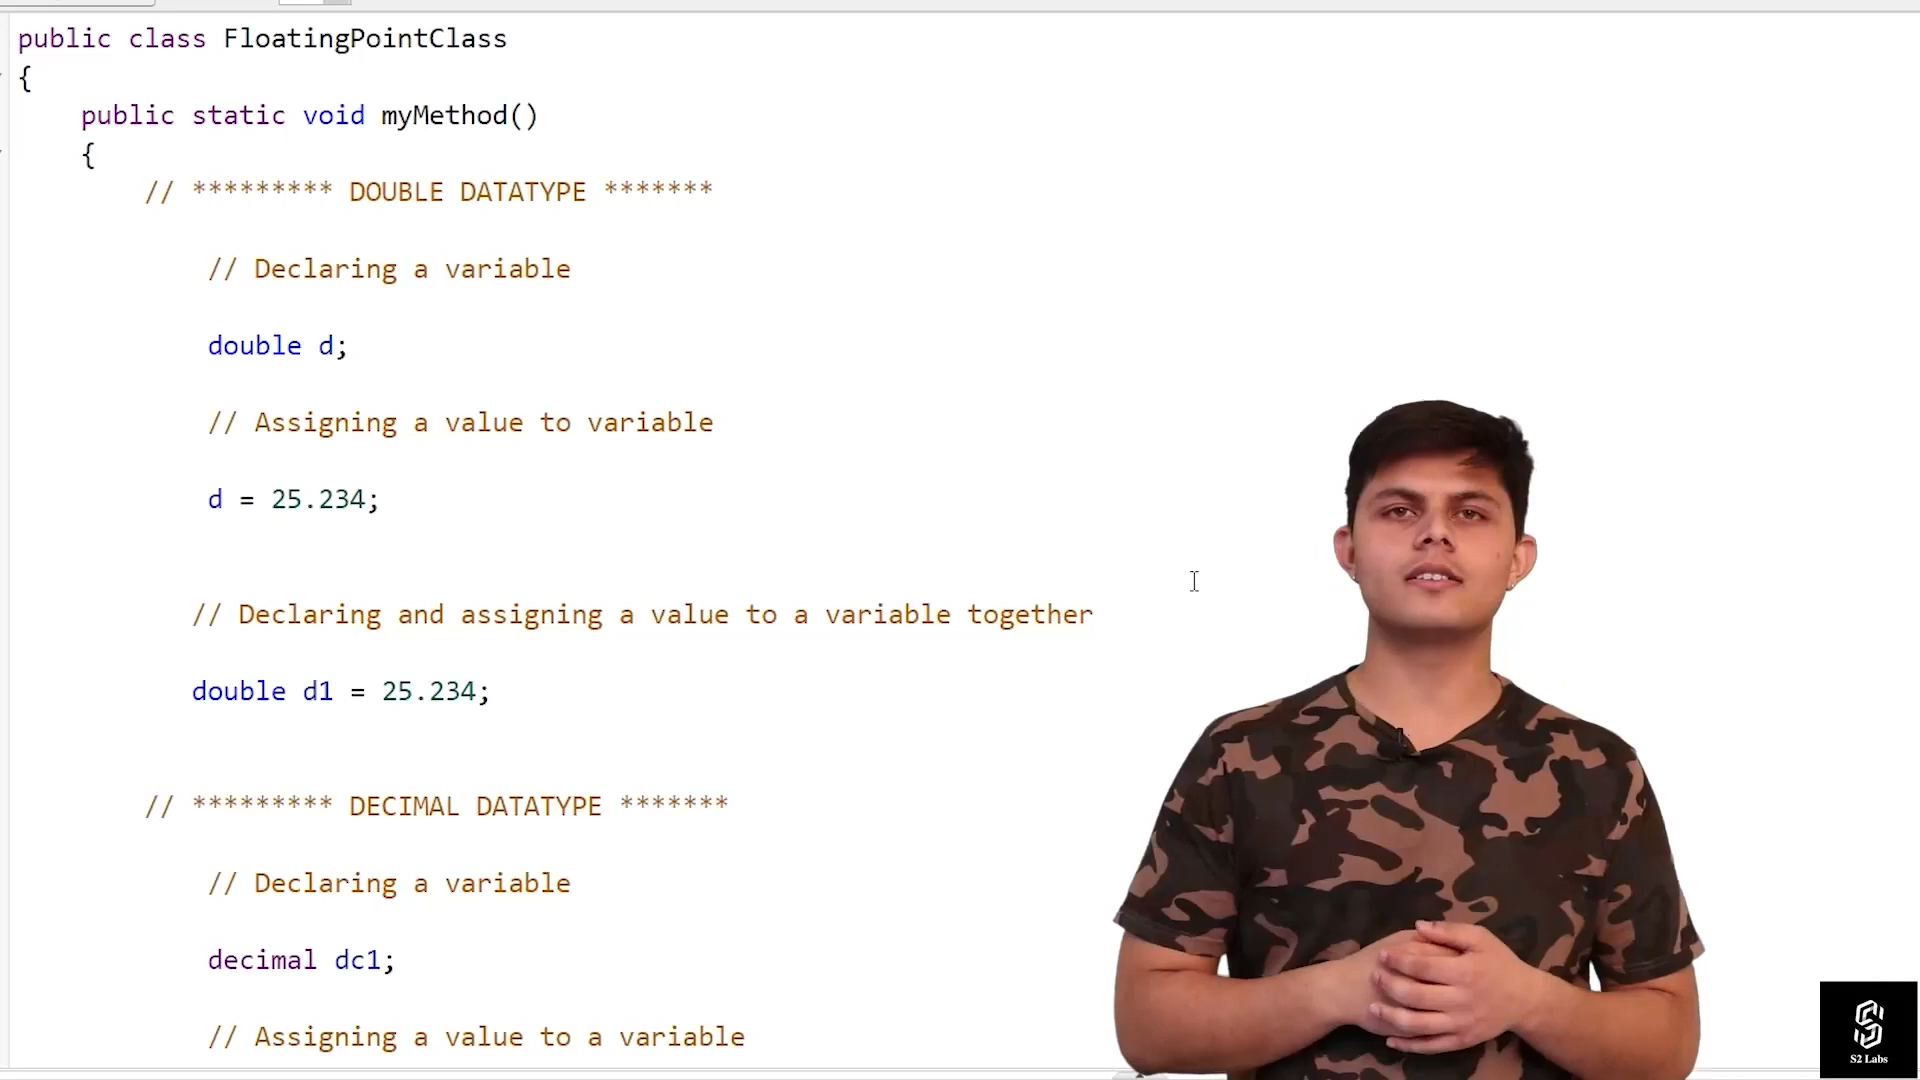 public class FloatingPointClass
{
public static void myMethod()
{
// ********* DOUBLE DATATYPE *******
// Declaring a variable
double d;
// Assigning a value to variable
d = 25.234;
// Declaring and assigning a value to a variable together
double d1 = 25.234;
// ********* DECIMAL DATATYPE *******
// Declaring a variable
decimal dc1;
// Assigning a value to a variable
S2 Labs